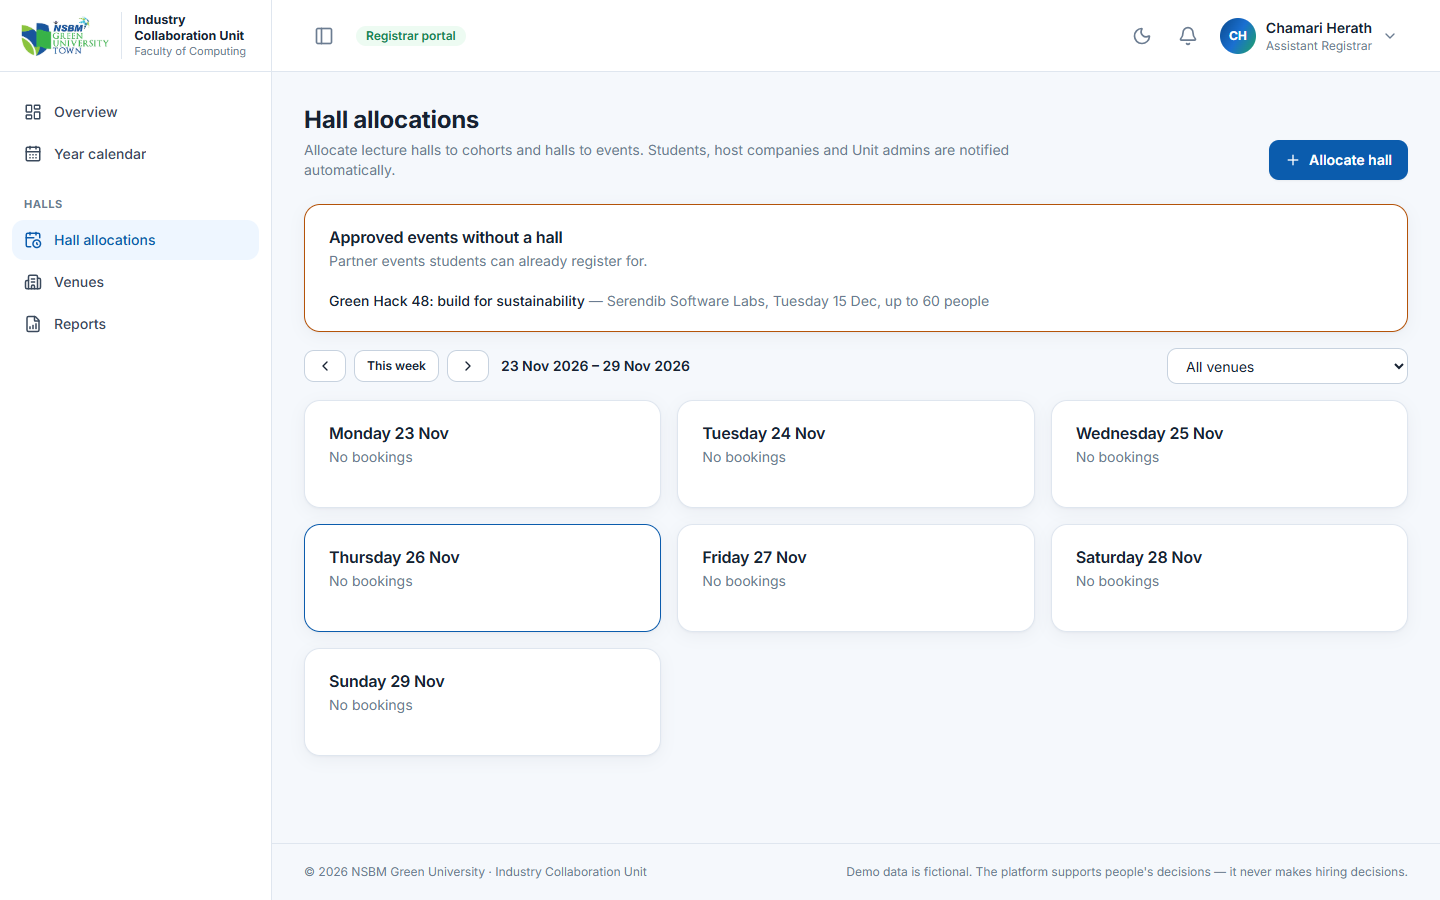 NSBM
GREEN
UNIVERSITY
TOWN
Industry
Collaboration Unit
Faculty of Computing
Registrar portal
CH
Chamari Herath
Assistant Registrar
Overview
Year calendar
HALLS
Hall allocations
Venues
Reports
Hall allocations
Allocate lecture halls to cohorts and halls to events. Students, host companies and Unit admins are notified
automatically.
Allocate hall
Approved events without a hall
Partner events students can already register for.
Green Hack 48: build for sustainability — Serendib Software Labs, Tuesday 15 Dec, up to 60 people
This week
23 Nov 2026 – 29 Nov 2026
All venues
Monday 23 Nov
No bookings
Tuesday 24 Nov
No bookings
Wednesday 25 Nov
No bookings
Thursday 26 Nov
No bookings
Friday 27 Nov
No bookings
Saturday 28 Nov
No bookings
Sunday 29 Nov
No bookings
© 2026 NSBM Green University · Industry Collaboration Unit
Demo data is fictional. The platform supports people's decisions — it never makes hiring decisions.